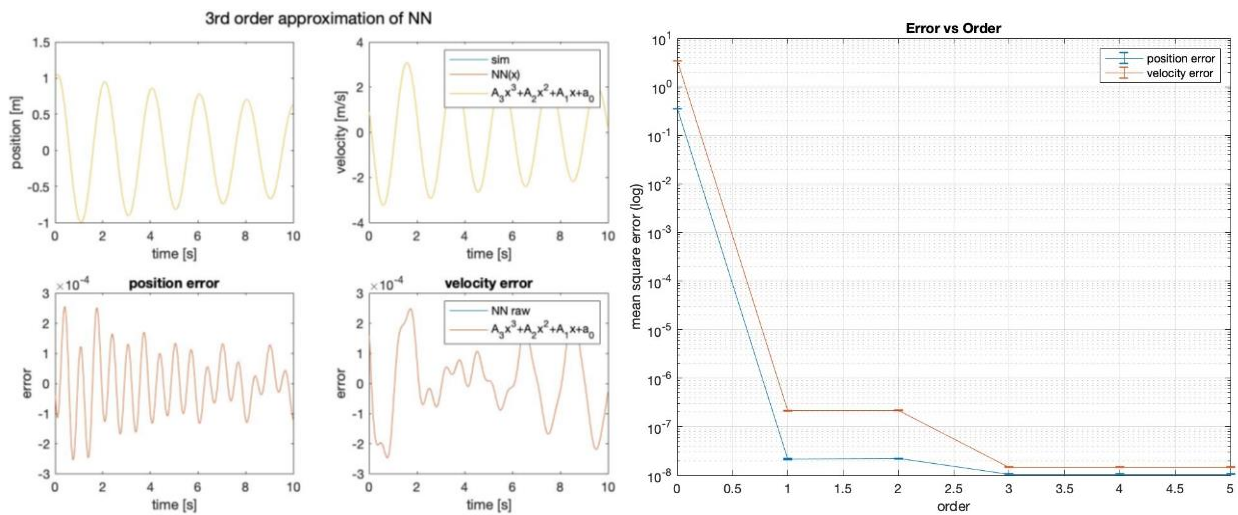 3rd order approximation of NN
1.5
1
0.5
0
-0.5
-1
position [m]
0 2 4 6 8 10
time [s]
4
2
0
-2
-4
velocity [m/s]
sim
NN(x)
A₃x³+A₂x²+A₁x+a₀
0 2 4 6 8 10
time [s]
×10⁻⁴
position error
3
2
1
0
-1
-2
-3
error
0 2 4 6 8 10
time [s]
×10⁻⁴
velocity error
3
2
1
0
-1
-2
-3
error
NN raw
A₃x³+A₂x²+A₁x+a₀
0 2 4 6 8 10
time [s]
Error vs Order
10¹
10⁰
10⁻¹
10⁻²
10⁻³
10⁻⁴
10⁻⁵
10⁻⁶
10⁻⁷
10⁻⁸
mean square error (log)
position error
velocity error
0 0.5 1 1.5 2 2.5 3 3.5 4 4.5 5
order